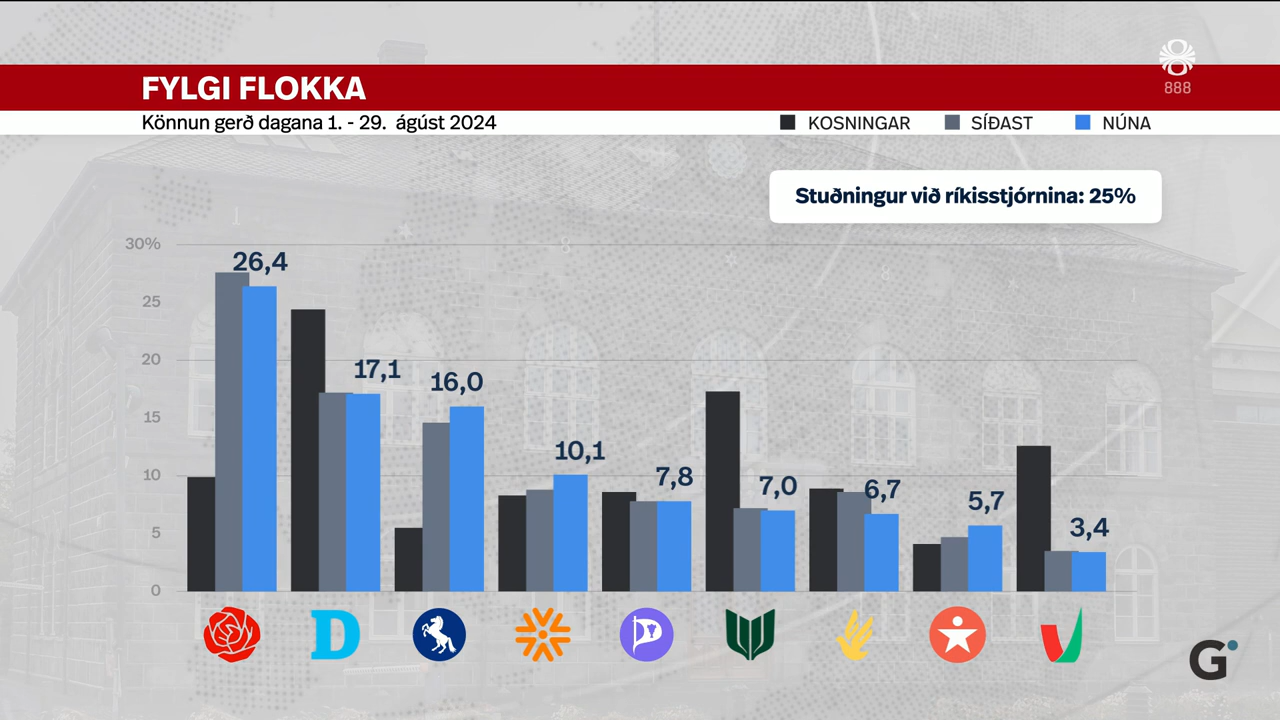 888
FYLGI FLOKKA
Könnun gerð dagana 1. - 29. ágúst 2024
KOSNINGAR SÍÐAST NÚNA
Stuðningur við ríkisstjórnina: 25%
30%
25
20
15
10
5
0
26,4
17,1
16,0
10,1
7,8
7,0
6,7
5,7
3,4
D
G